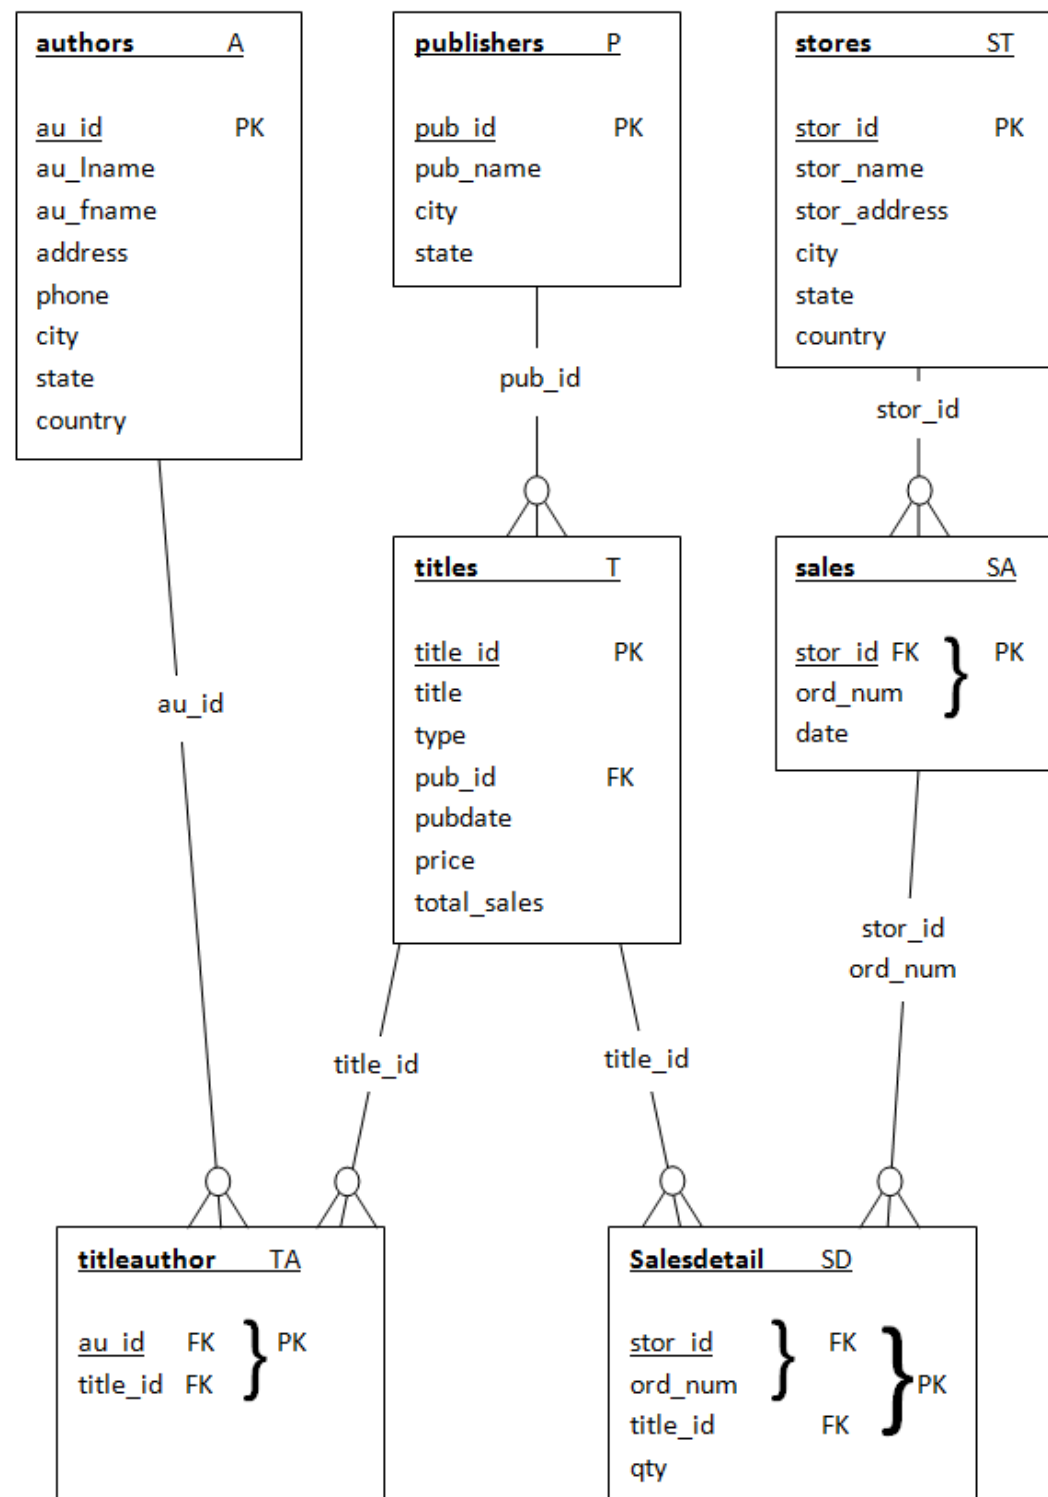 authors A
au_id PK
au_lname
au_fname
address
phone
city
state
country
publishers P
pub_id PK
pub_name
city
state
stores ST
stor_id PK
stor_name
stor_address
city
state
country
pub_id
stor_id
au_id
titles T
title_id PK
title
type
pub_id FK
pubdate
price
total_sales
sales SA
stor_id FK } PK
ord_num
date
stor_id
ord_num
title_id
title_id
titleauthor TA
au_id FK } PK
title_id FK
Salesdetail SD
stor_id } FK
ord_num } PK
title_id FK
qty